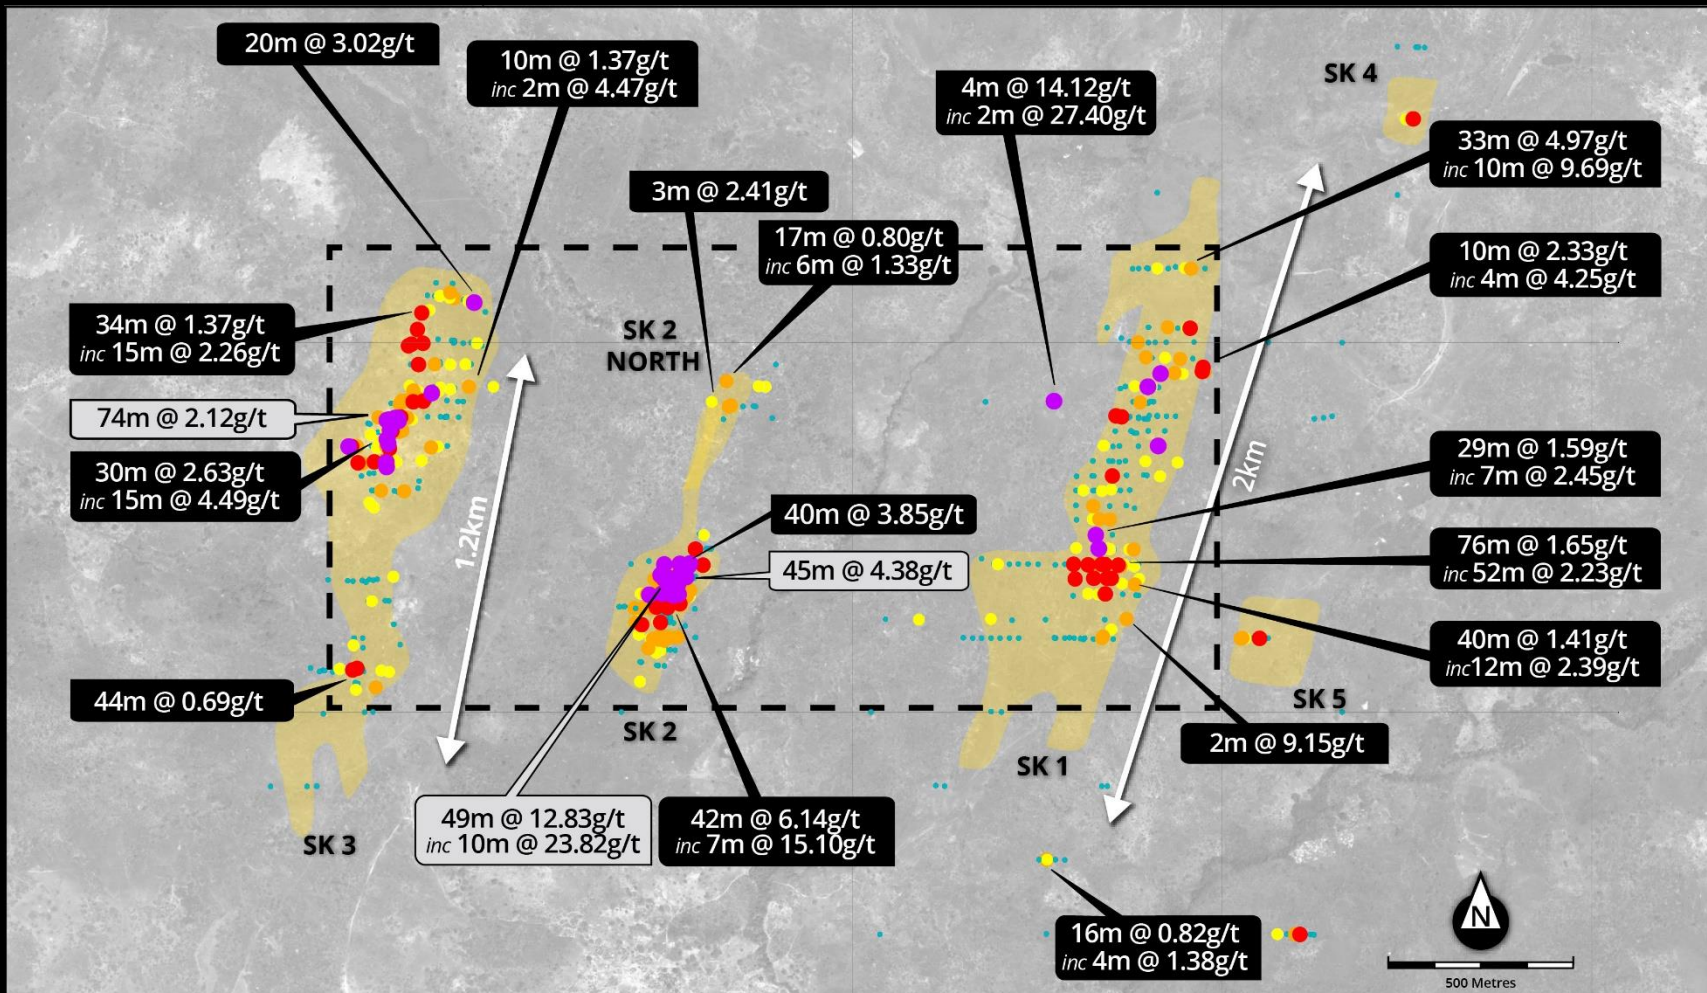 20m @ 3.02g/t
10m @ 1.37g/t
inc 2m @ 4.47g/t
4m @ 14.12g/t
inc 2m @ 27.40g/t
SK 4
33m @ 4.97g/t
inc 10m @ 9.69g/t
3m @ 2.41g/t
17m @ 0.80g/t
inc 6m @ 1.33g/t
10m @ 2.33g/t
inc 4m @ 4.25g/t
34m @ 1.37g/t
inc 15m @ 2.26g/t
SK 2
NORTH
74m @ 2.12g/t
30m @ 2.63g/t
inc 15m @ 4.49g/t
1.2km
2km
29m @ 1.59g/t
inc 7m @ 2.45g/t
40m @ 3.85g/t
45m @ 4.38g/t
76m @ 1.65g/t
inc 52m @ 2.23g/t
40m @ 1.41g/t
inc12m @ 2.39g/t
44m @ 0.69g/t
SK 5
SK 2
2m @ 9.15g/t
SK 1
49m @ 12.83g/t
inc 10m @ 23.82g/t
42m @ 6.14g/t
inc 7m @ 15.10g/t
SK 3
16m @ 0.82g/t
inc 4m @ 1.38g/t
N
500 Metres